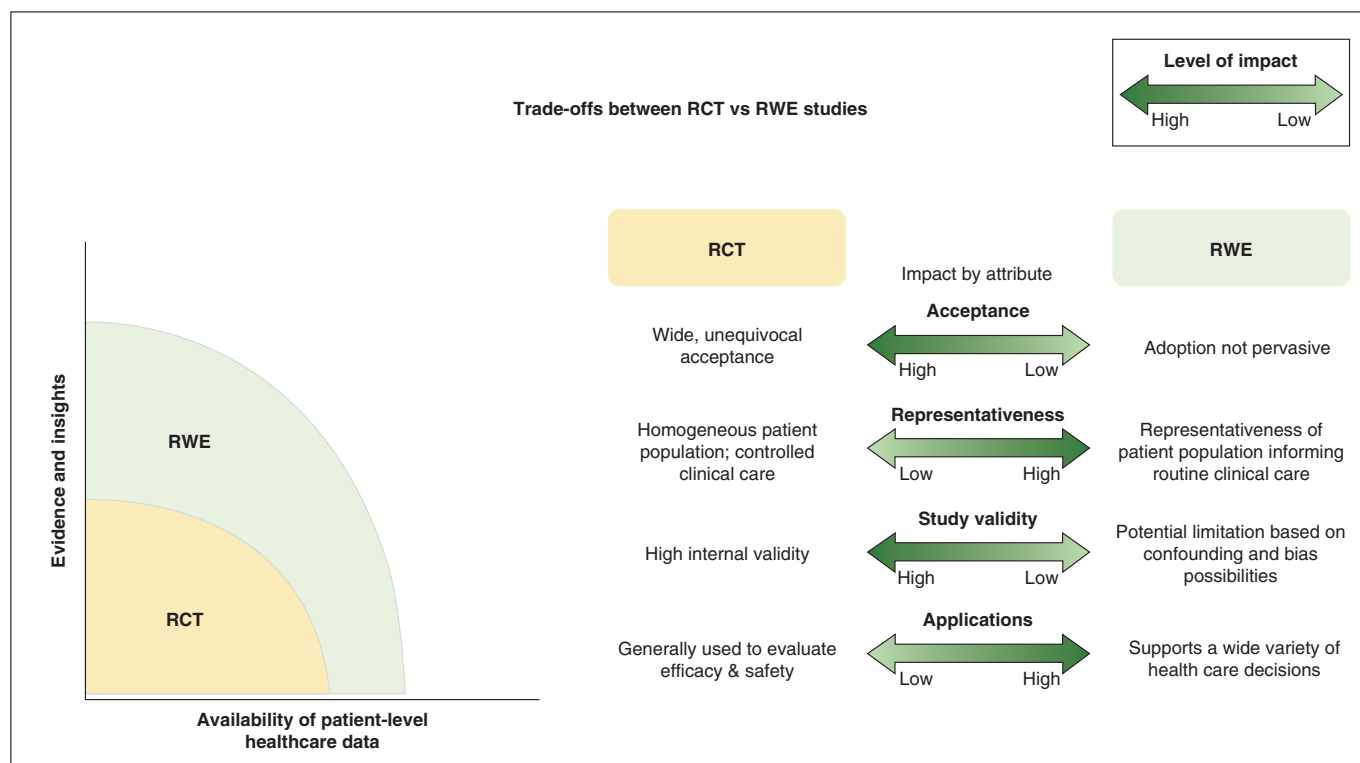 Trade-offs between RCT vs RWE studies
Level of impact
High Low
Evidence and insights
RWE
RCT
Availability of patient-level
healthcare data
RCT
Impact by attribute
RWE
Wide, unequivocal
acceptance
Acceptance
High Low
Adoption not pervasive
Homogeneous patient
population; controlled
clinical care
Representativeness
Low High
Representativeness of
patient population informing
routine clinical care
High internal validity
Study validity
High Low
Potential limitation based on
confounding and bias
possibilities
Generally used to evaluate
efficacy & safety
Applications
Low High
Supports a wide variety of
health care decisions